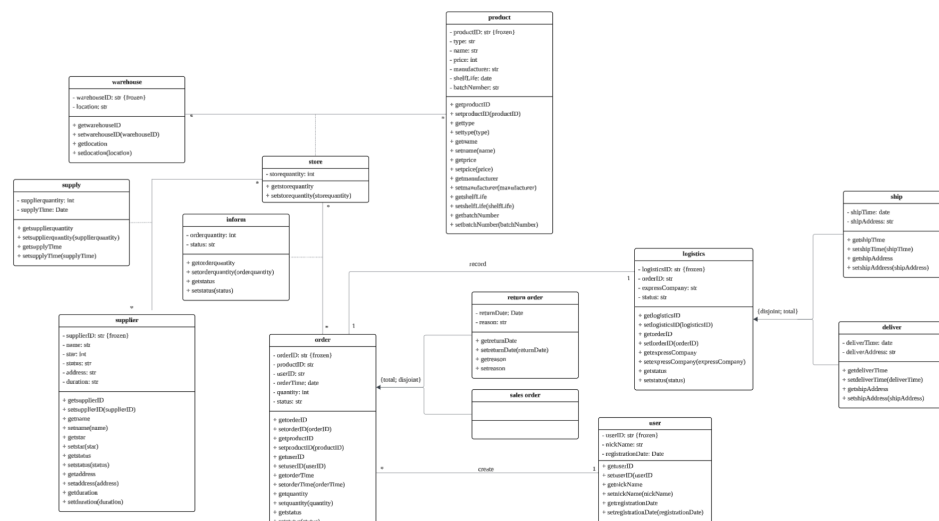 product
- productID: str {frozen}
- type: str
- name: str
- price: int
- manufacturer: str
- shelfLife: date
- batchNumber: str
+ getproductID
+ setproductID(productID)
+ gettype
+ settype(type)
+ getname
+ setname(name)
+ getprice
+ setprice(price)
+ getmanufacturer
+ setmanufacturer(manufacturer)
+ getshelfLife
+ setshelfLife(shelfLife)
+ getbatchNumber
+ setbatchNumber(batchNumber)
warehouse
- warehouseID: str {frozen}
- location: str
+ getwarehouseID
+ setwarehouseID(warehouseID)
+ getlocation
+ setlocation(location)
*
*
store
- storequantity: int
+ getstorequantity
+ setstorequantity(storequantity)
*
*
supply
- supplierquantity: int
- supplyTime: Date
+ getsupplierquantity
+ setsupplierquantity(supplierquantity)
+ getsupplyTime
+ setsupplyTime(supplyTime)
inform
- orderquantity: int
- status: str
+ getorderquantity
+ setorderquantity(orderquantity)
+ getstatus
+ setstatus(status)
*
supplier
- supplierID: str {frozen}
- name: str
- star: int
- status: str
- address: str
- duration: str
+ getsupplierID
+ setsupplierID(supplierID)
+ getname
+ setname(name)
+ getstar
+ setstar(star)
+ getstatus
+ setstatus(status)
+ getaddress
+ setaddress(address)
+ getduration
+ setduration(duration)
*
1
record
1
order
- orderID: str {frozen}
- productID: str
- userID: str
- orderTime: date
- quantity: int
- status: str
+ getorderID
+ setorderID(orderID)
+ getproductID
+ setproductID(productID)
+ getuserID
+ setuserID(userID)
+ getorderTime
+ setorderTime(orderTime)
+ getquantity
+ setquantity(quantity)
+ getstatus
{total; disjoint}
return order
- returnDate: Date
- reason: str
+ getreturnDate
+ setreturnDate(returnDate)
+ getreason
+ setreason
sales order
*
create
1
user
- userID: str {frozen}
- nickName: str
- registrationDate: Date
+ getuserID
+ setuserID(userID
+ getnickName
+ setnickName(nickName)
+ getregistrationDate
+ setregistrationDate(registrationDate)
logistics
- logisticsID: str {frozen}
- orderID: str
- expressCompany: str
- status: str
+ getlogisticsID
+ setlogisticsID(logisticsID)
+ getorderID
+ setorderID(orderID)
+ getexpressCompany
+ setexpressCompany(expressCompany)
+ getstatus
+ setstatus(status)
{disjoint; total}
ship
- shipTime: date
- shipAddress: str
+ getshipTime
+ setshipTime(shipTime)
+ getshipAddress
+ setshipAddress(shipAddress)
deliver
- deliverTime: date
- deliverAddress: str
+ getdeliverTime
+ setdeliverTime(deliverTime)
+ getshipAddress
+ setshipAddress(shipAddress)